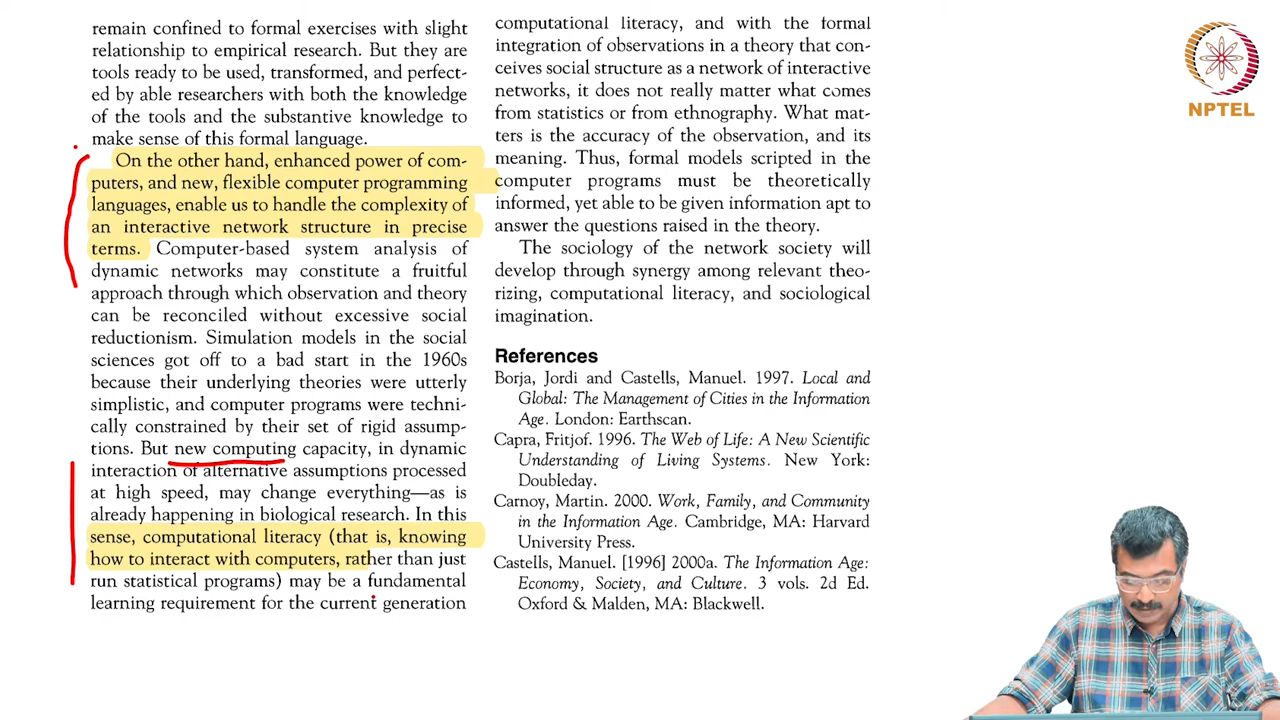 remain confined to formal exercises with slight
relationship to empirical research. But they are
tools ready to be used, transformed, and perfect-
ed by able researchers with both the knowledge
of the tools and the substantive knowledge to
make sense of this formal language.
On the other hand, enhanced power of com-
puters, and new, flexible computer programming
languages, enable us to handle the complexity of
an interactive network structure in precise
terms. Computer-based system analysis of
dynamic networks may constitute a fruitful
approach through which observation and theory
can be reconciled without excessive social
reductionism. Simulation models in the social
sciences got off to a bad start in the 1960s
because their underlying theories were utterly
simplistic, and computer programs were techni-
cally constrained by their set of rigid assump-
tions. But new computing capacity, in dynamic
interaction of alternative assumptions processed
at high speed, may change everything—as is
already happening in biological research. In this
sense, computational literacy (that is, knowing
how to interact with computers, rather than just
run statistical programs) may be a fundamental
learning requirement for the current generation
computational literacy, and with the formal
integration of observations in a theory that con-
ceives social structure as a network of interactive
networks, it does not really matter what comes
from statistics or from ethnography. What mat-
ters is the accuracy of the observation, and its
meaning. Thus, formal models scripted in the
computer programs must be theoretically
informed, yet able to be given information apt to
answer the questions raised in the theory.
The sociology of the network society will
develop through synergy among relevant theo-
rizing, computational literacy, and sociological
imagination.
References
Borja, Jordi and Castells, Manuel. 1997. Local and
Global: The Management of Cities in the Information
Age. London: Earthscan.
Capra, Fritjof. 1996. The Web of Life: A New Scientific
Understanding of Living Systems. New York:
Doubleday.
Carnoy, Martin. 2000. Work, Family, and Community
in the Information Age. Cambridge, MA: Harvard
University Press.
Castells, Manuel. [1996] 2000a. The Information Age:
Economy, Society, and Culture. 3 vols. 2d Ed.
Oxford & Malden, MA: Blackwell.
NPTEL